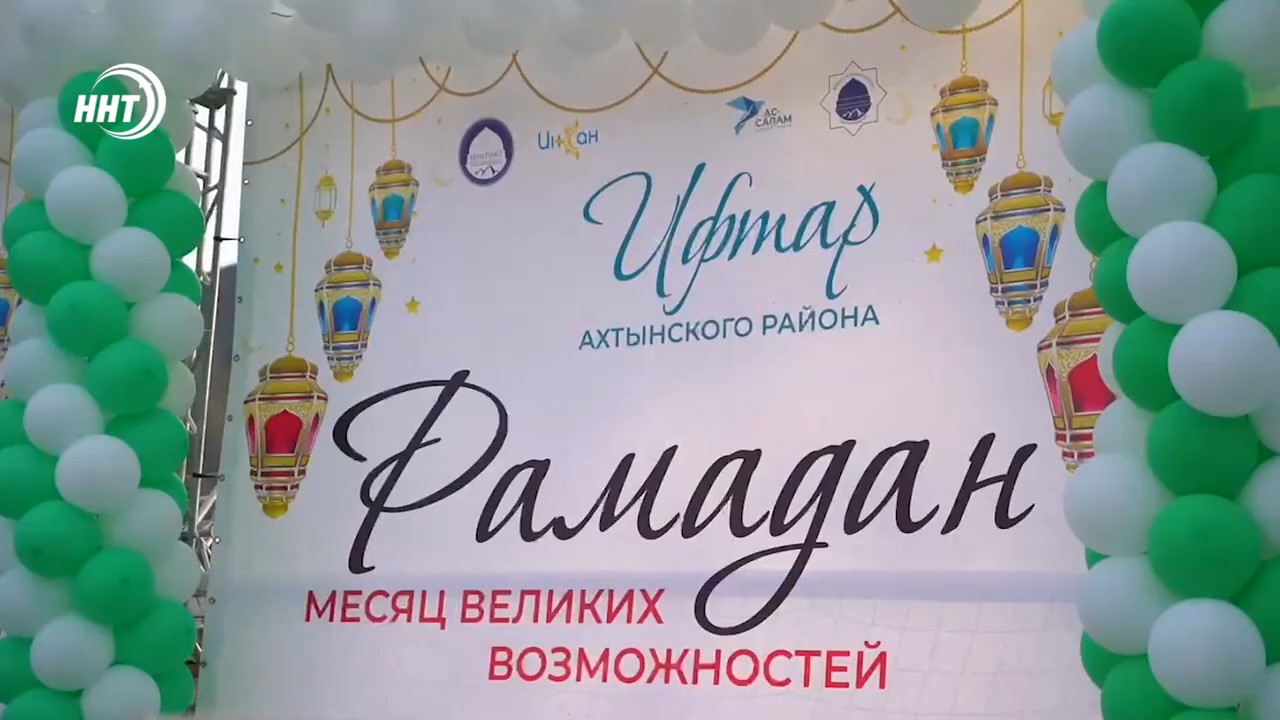 ННТ
Инсан
АС-
САЛАМ
Ифтар
АХТЫНСКОГО РАЙОНА
Рамадан
МЕСЯЦ ВЕЛИКИХ
ВОЗМОЖНОСТЕЙ